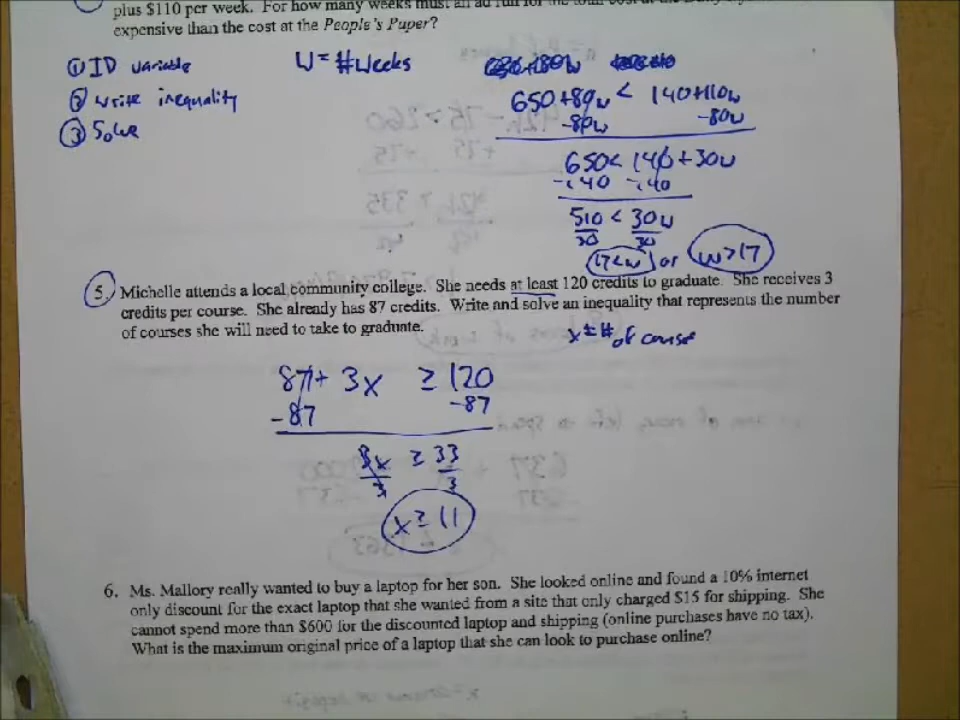 plus $110 per week. For how many weeks must an ad run for the total cost at the Daily
expensive than the cost at the People's Paper?
① ID variable
W = # weeks
② write inequality
650+80w < 140+110w
③ Solve
-80w -80w
650 < 140 + 30w
-140 -140
510 < 30w
30 30
17<w or w>17
5. Michelle attends a local community college. She needs at least 120 credits to graduate. She receives 3
credits per course. She already has 87 credits. Write and solve an inequality that represents the number
of courses she will need to take to graduate.
x = # of courses
87 + 3x ≥ 120
-87 -87
3x ≥ 33
3 3
x ≥ 11
6. Ms. Mallory really wanted to buy a laptop for her son. She looked online and found a 10% internet
only discount for the exact laptop that she wanted from a site that only charged $15 for shipping. She
cannot spend more than $600 for the discounted laptop and shipping (online purchases have no tax).
What is the maximum original price of a laptop that she can look to purchase online?